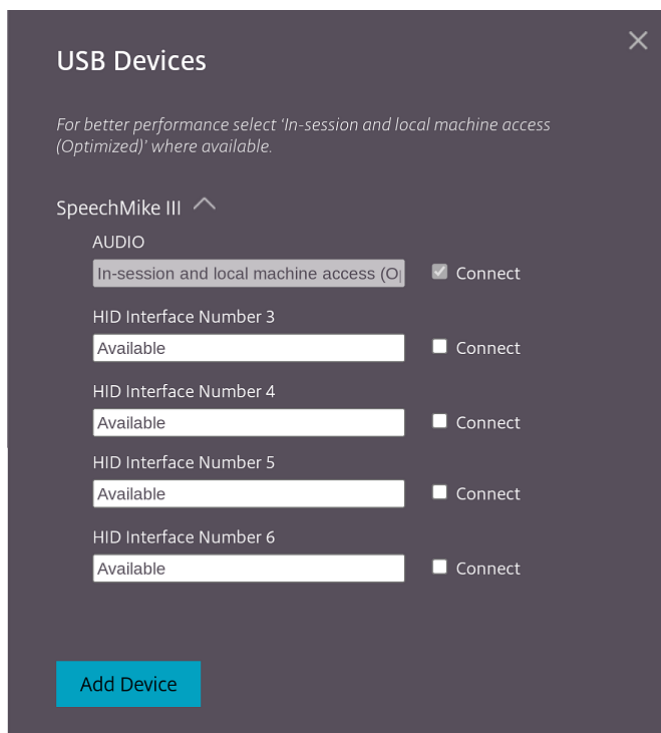 USB Devices
For better performance select ‘In-session and local machine access
(Optimized)’ where available.
SpeechMike III
AUDIO
In-session and local machine access (O
Connect
HID Interface Number 3
Available
Connect
HID Interface Number 4
Available
Connect
HID Interface Number 5
Available
Connect
HID Interface Number 6
Available
Connect
Add Device